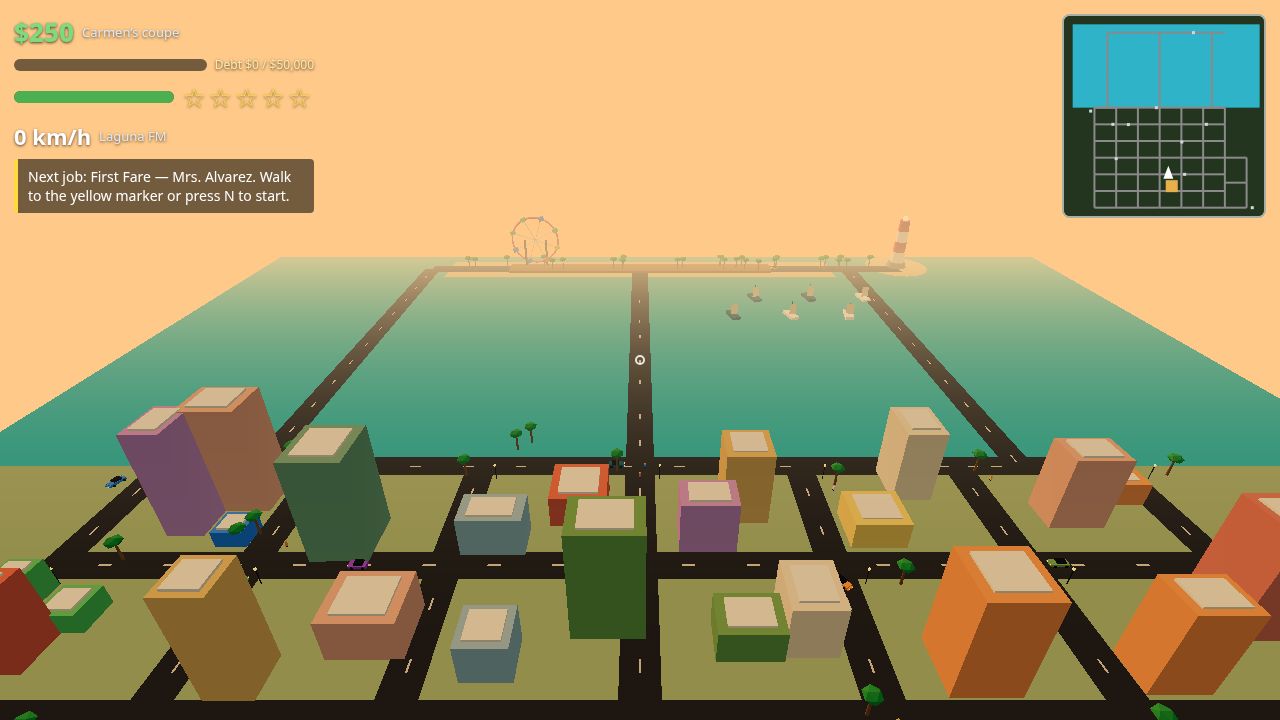 $250 Carmen's coupe
Debt $0 / $50,000
0 km/h Laguna FM
Next job: First Fare — Mrs. Alvarez. Walk
to the yellow marker or press N to start.